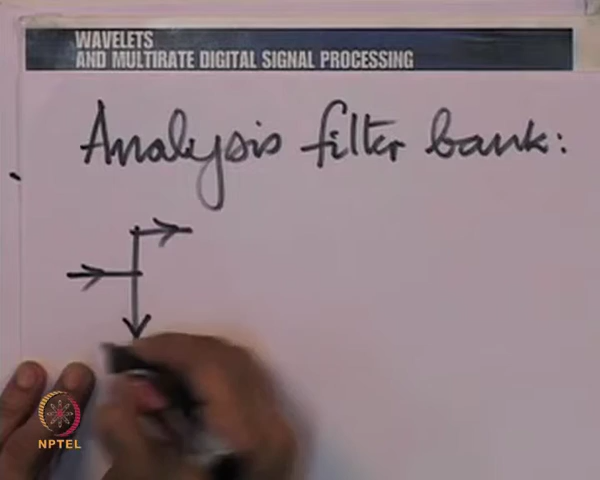 WAVELETS
AND MULTIRATE DIGITAL SIGNAL PROCESSING
Analysis filter bank:
NPTEL